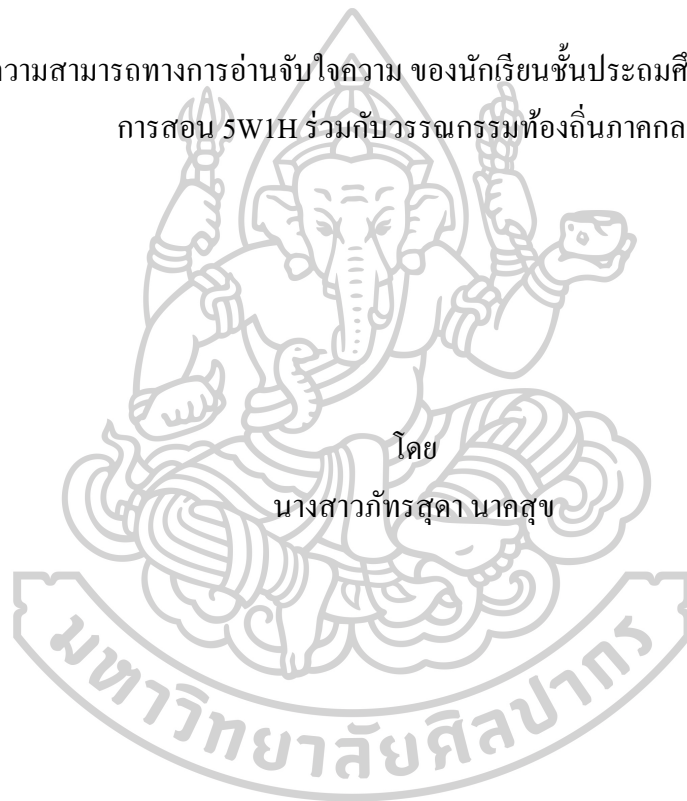 ความสามารถทางการอ่านจับใจความ ของนักเรียนชั้นประถมศึ
การสอน 5W1H ร่วมกับวรรณกรรมท้องถิ่นภาคกล
โดย
นางสาวภัทรสุดา นาคสุข
มหาวิทยาลัยศิลปากร